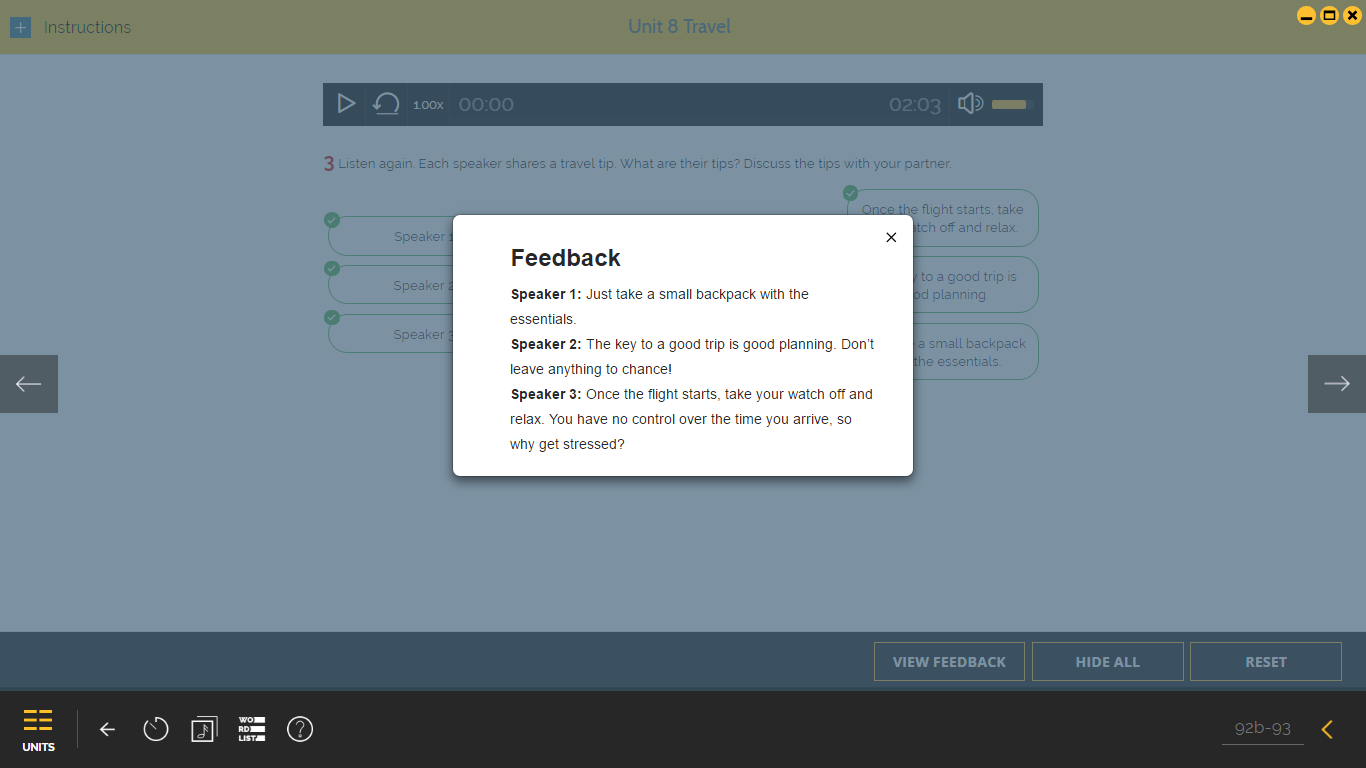 Instructions
Unit 8 Travel
1.00x
00:00
02:03
3 Listen again. Each speaker shares a travel tip. What are their tips? Discuss the tips with your partner.
Speaker 1
Speaker 2
Speaker 3
Once the flight starts, take
atch off and relax.
y to a good trip is
od planning.
a small backpack
the essentials.
Feedback
Speaker 1: Just take a small backpack with the
essentials.
Speaker 2: The key to a good trip is good planning. Don't
leave anything to chance!
Speaker 3: Once the flight starts, take your watch off and
relax. You have no control over the time you arrive, so
why get stressed?
VIEW FEEDBACK
HIDE ALL
RESET
UNITS
WO
RD
LIST
92b-93